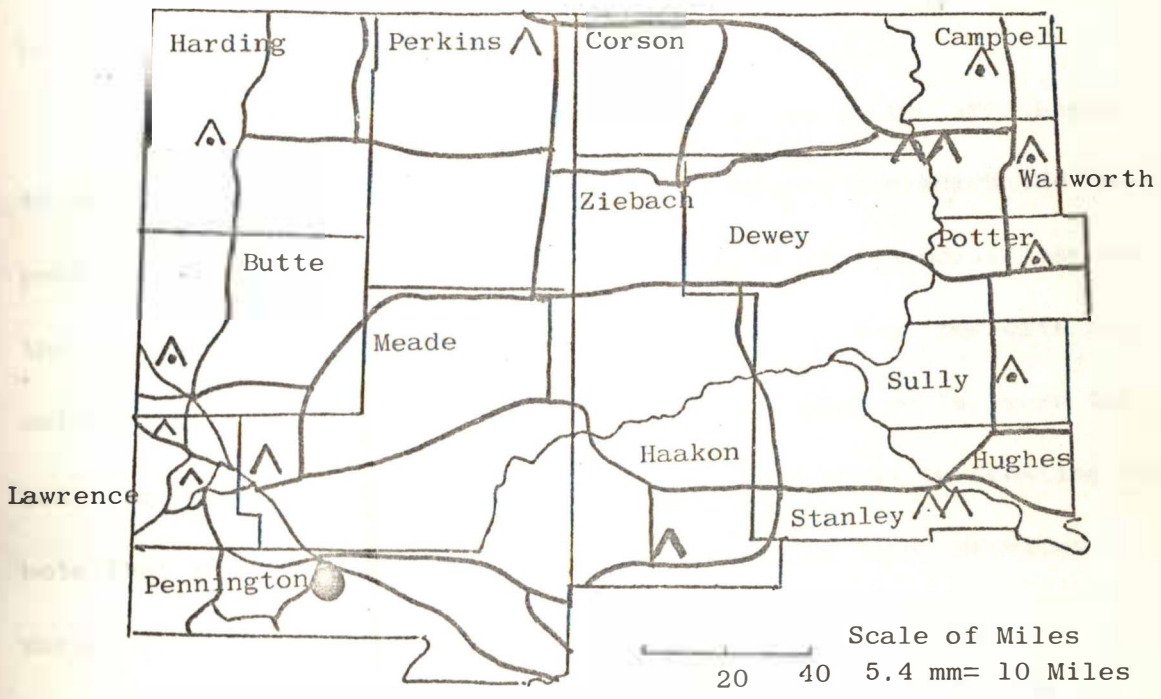 Harding
Perkins
Corson
Campbell
Walworth
Ziebach
Dewey
Potter
Butte
Meade
Sully
Haakon
Hughes
Lawrence
Stanley
Pennington
Scale of Miles
20 40 5.4 mm= 10 Miles